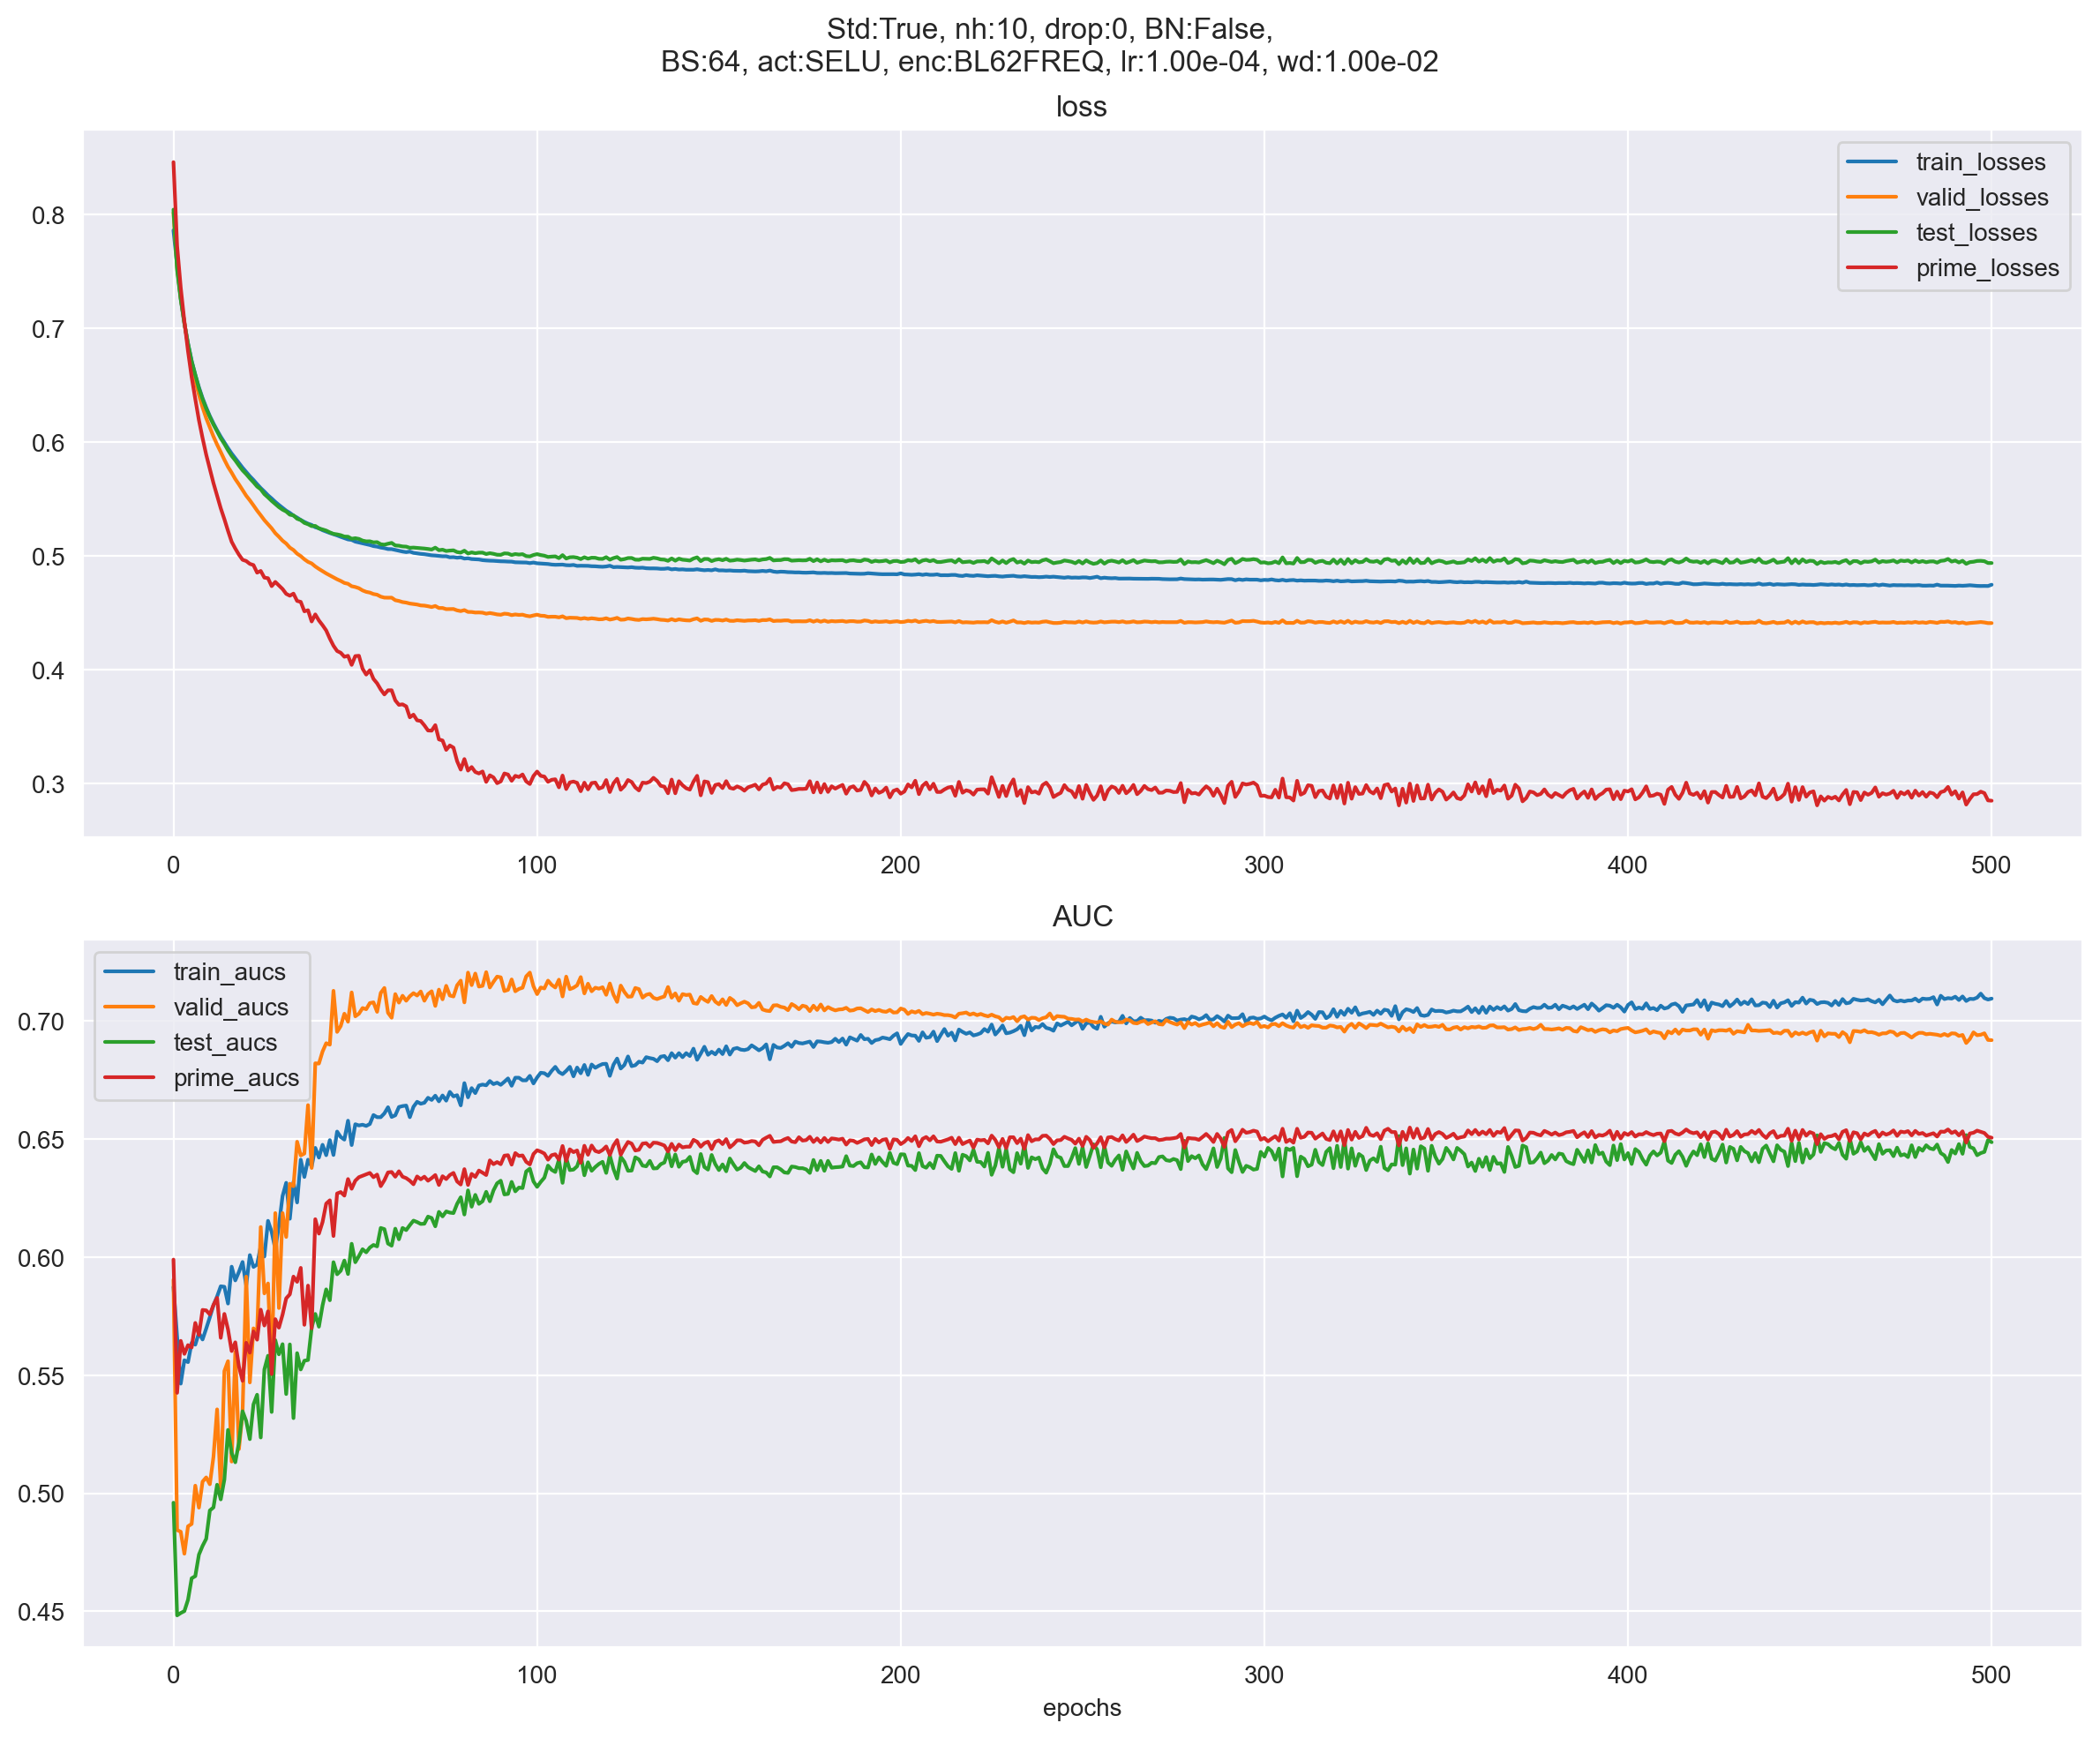 Std:True, nh:10, drop:0, BN:False,
BS:64, act:SELU, enc:BL62FREQ, lr:1.00e-04, wd:1.00e-02
loss
train_losses
valid_losses
test_losses
prime_losses
0.8
0.7
0.6
0.5
0.4
0.3
0 100 200 300 400 500
AUC
train_aucs
valid_aucs
test_aucs
prime_aucs
0.70
0.65
0.60
0.55
0.50
0.45
0 100 200 300 400 500
epochs